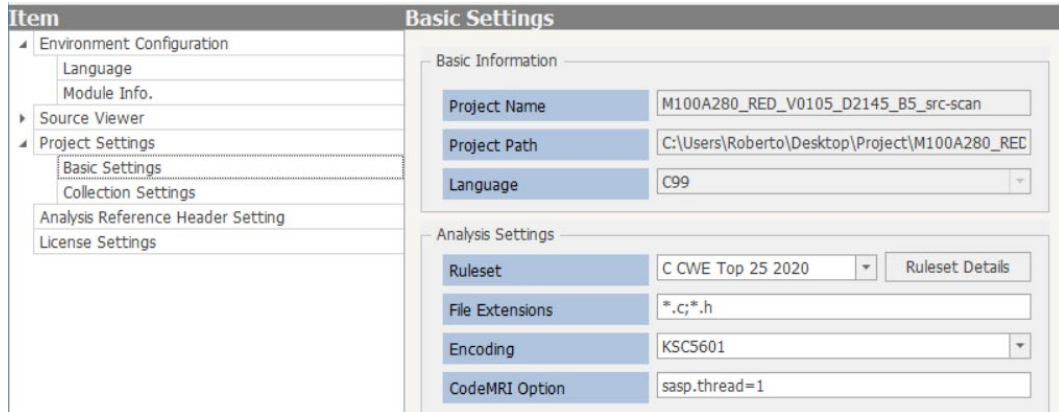 Item
Environment Configuration
Language
Module Info.
Source Viewer
Project Settings
Basic Settings
Collection Settings
Analysis Reference Header Setting
License Settings
Basic Settings
Basic Information
Project Name M100A280_RED_V0105_D2145_B5_src-scan
Project Path C:\Users\Roberto\Desktop\Project\M100A280_RED
Language C99
Analysis Settings
Ruleset C CWE Top 25 2020 Ruleset Details
File Extensions *.c;*.h
Encoding KSC5601
CodeMRI Option sasp.thread=1